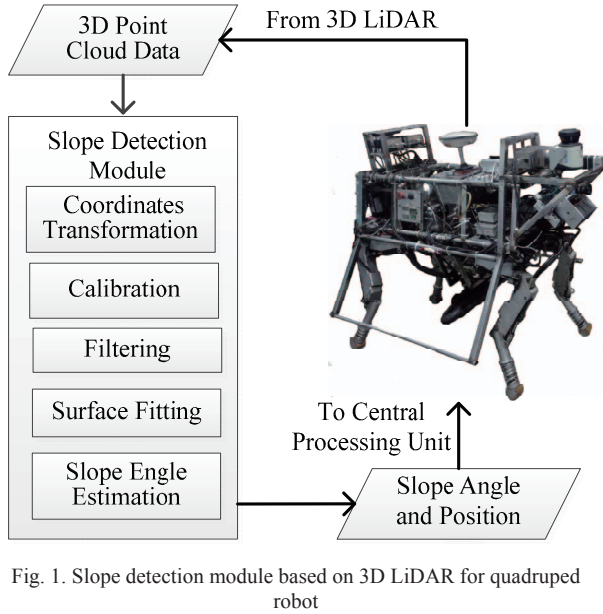 3D Point
Cloud Data
From 3D LiDAR
Slope Detection
Module
Coordinates
Transformation
Calibration
Filtering
Surface Fitting
Slope Engle
Estimation
To Central
Processing Unit
Slope Angle
and Position
Fig. 1. Slope detection module based on 3D LiDAR for quadruped
robot